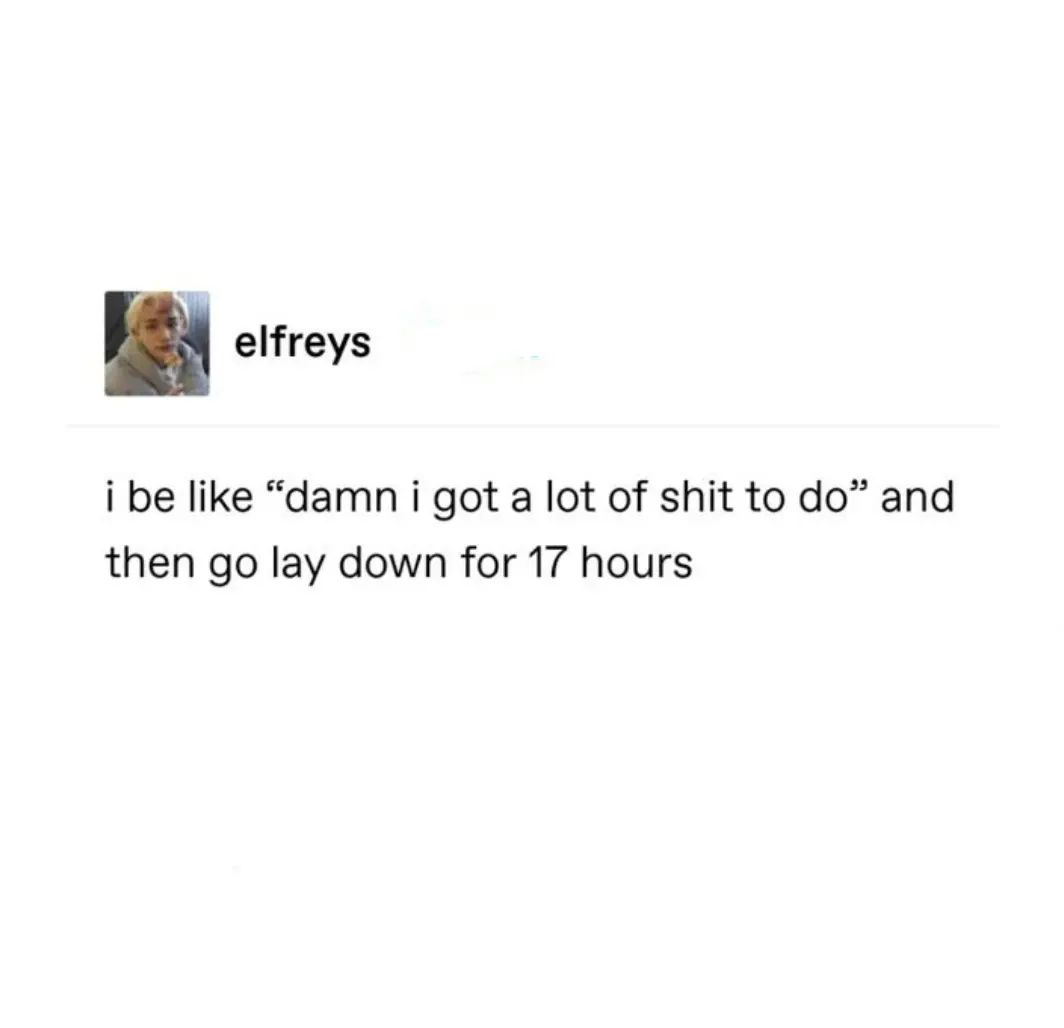 elfreys
i be like “damn i got a lot of shit to do” and
then go lay down for 17 hours